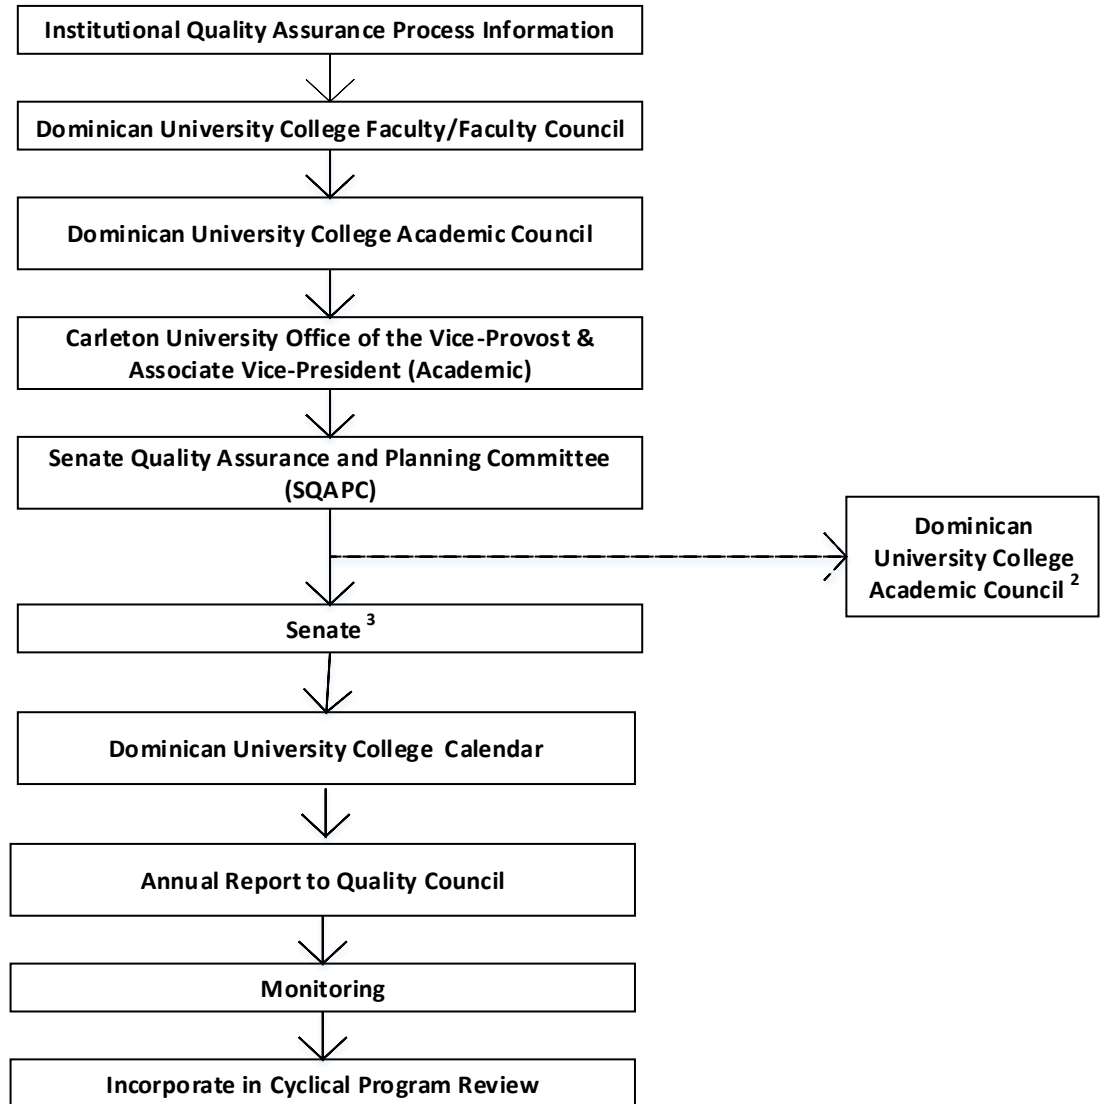 Institutional Quality Assurance Process Information
Dominican University College Faculty/Faculty Council
Dominican University College Academic Council
Carleton University Office of the Vice-Provost &
Associate Vice-President (Academic)
Senate Quality Assurance and Planning Committee
(SQAPC)
Dominican
University College
Academic Council 2
Senate 3
Dominican University College Calendar
Annual Report to Quality Council
Monitoring
Incorporate in Cyclical Program Review